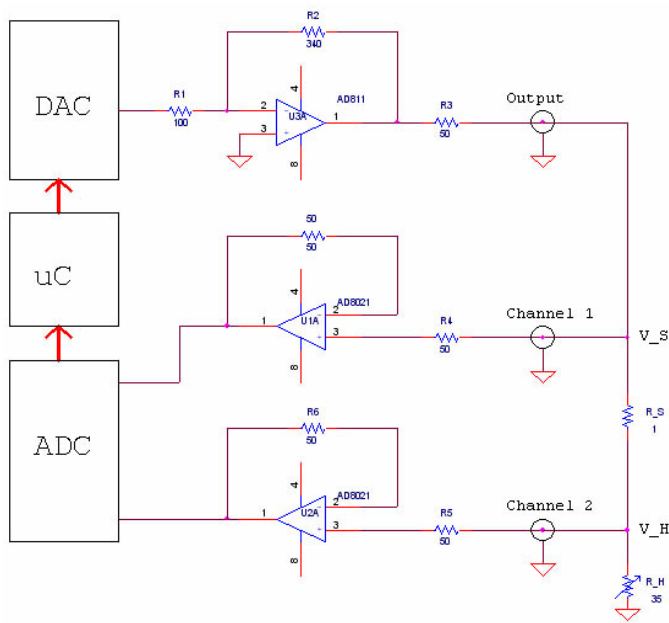 R2
340
4
AD811
DAC
R1
100
2
3
U3A
1
8
R3
50
Output
50
50
uC
4
AD8021
1
U1A
2
3
8
R4
50
Channel 1
V_S
R_S
1
ADC
R6
50
4
AD8021
1
U2A
2
3
8
R5
50
Channel 2
V_H
R_H
35